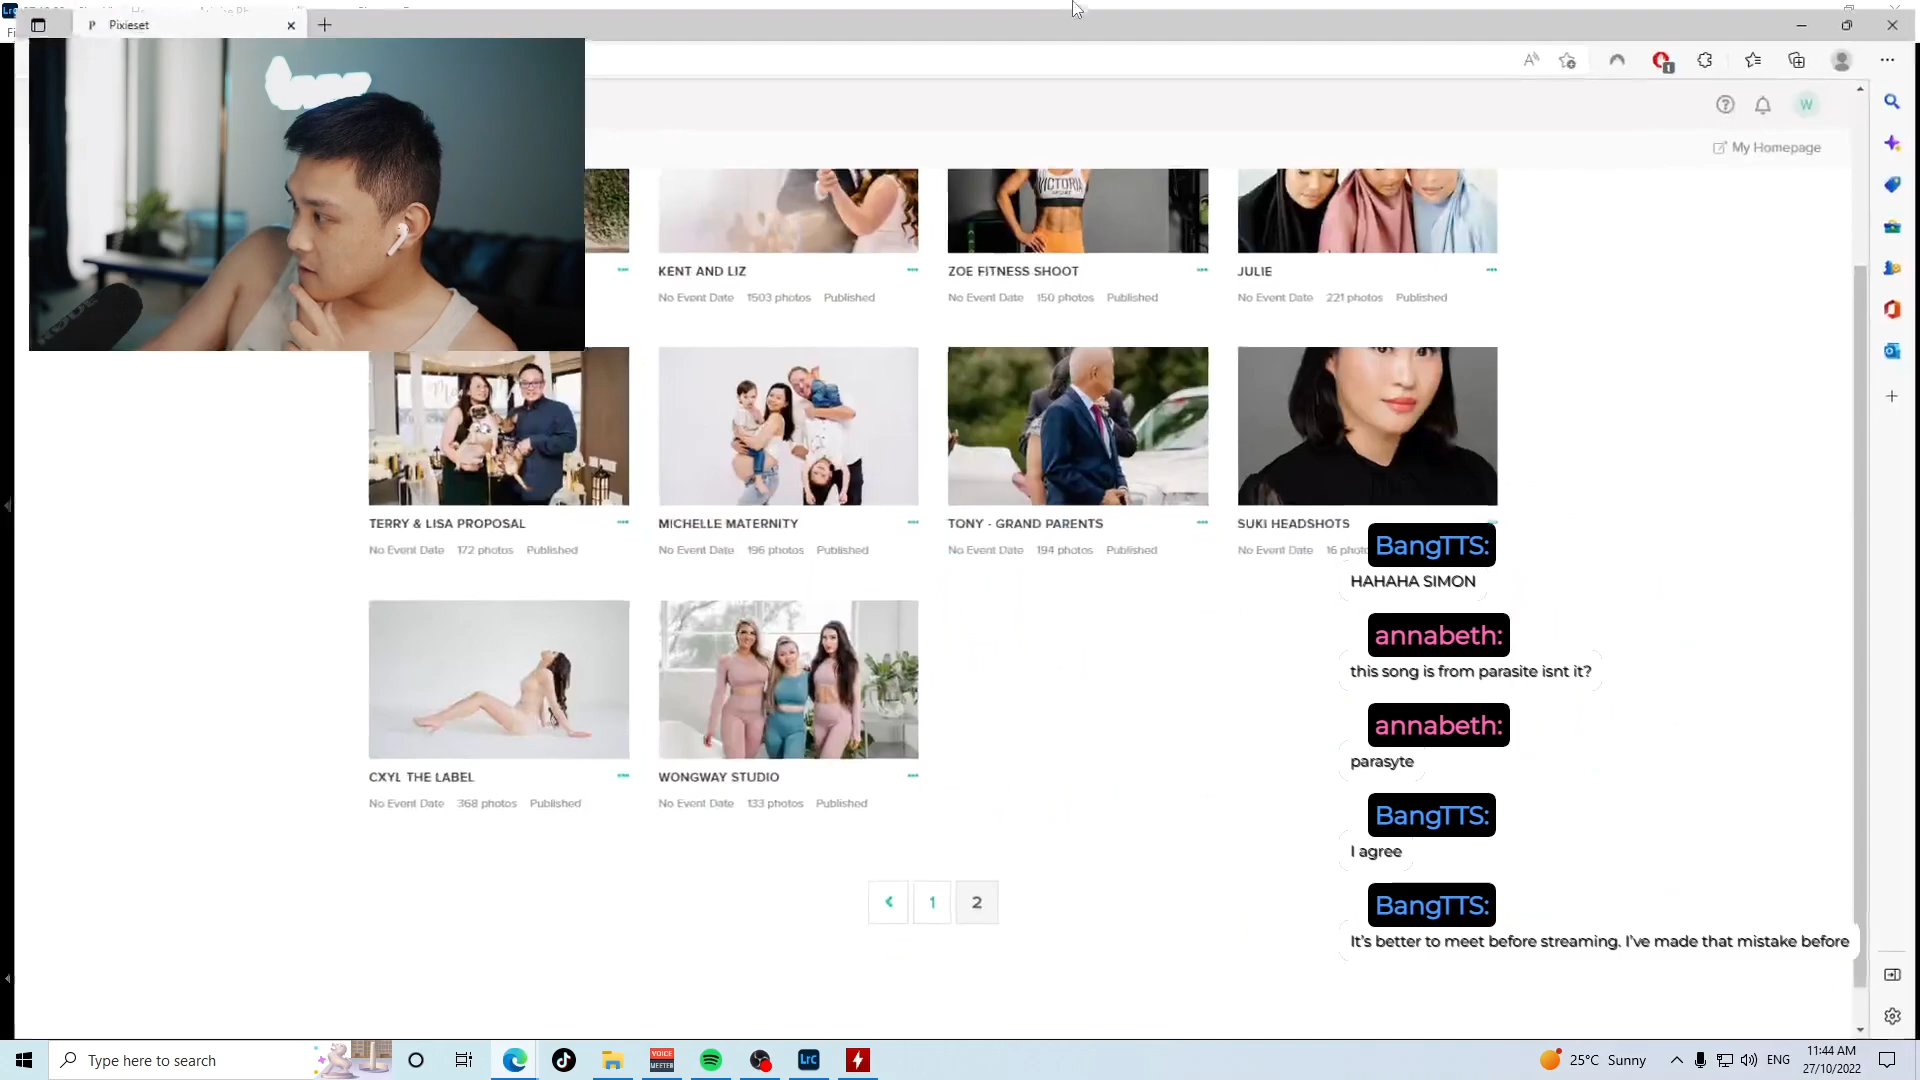 Pixieset
W
My Homepage
KENT AND LIZ
No Event Date 1503 photos Published
ZOE FITNESS SHOOT
No Event Date 150 photos Published
JULIE
No Event Date 221 photos Published
TERRY & LISA PROPOSAL
No Event Date 172 photos Published
MICHELLE MATERNITY
No Event Date 196 photos Published
TONY - GRAND PARENTS
No Event Date 194 photos Published
SUKI HEADSHOTS
No Event Date 16
BangTTS:
HAHAHA SIMON
annabeth:
this song is from parasite isnt it?
annabeth:
parasyte
BangTTS:
I agree
BangTTS:
It's better to meet before streaming. I've made that mistake before
CXYL THE LABEL
No Event Date 368 photos Published
WONGWAY STUDIO
No Event Date 133 photos Published
1 2
Type here to search
VOICE MEETER
Lrc
25°C Sunny
ENG
11:44 AM
27/10/2022